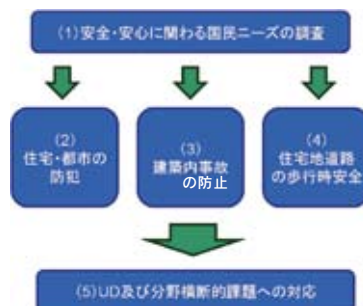 (1)安全・安心に関わる国民ニーズの調査
(2)
住宅・都市の
防犯
(3)
建築内事故
の防止
(4)
住宅地道路
の歩行時安全
(5)UD及び分野横断的課題への対応